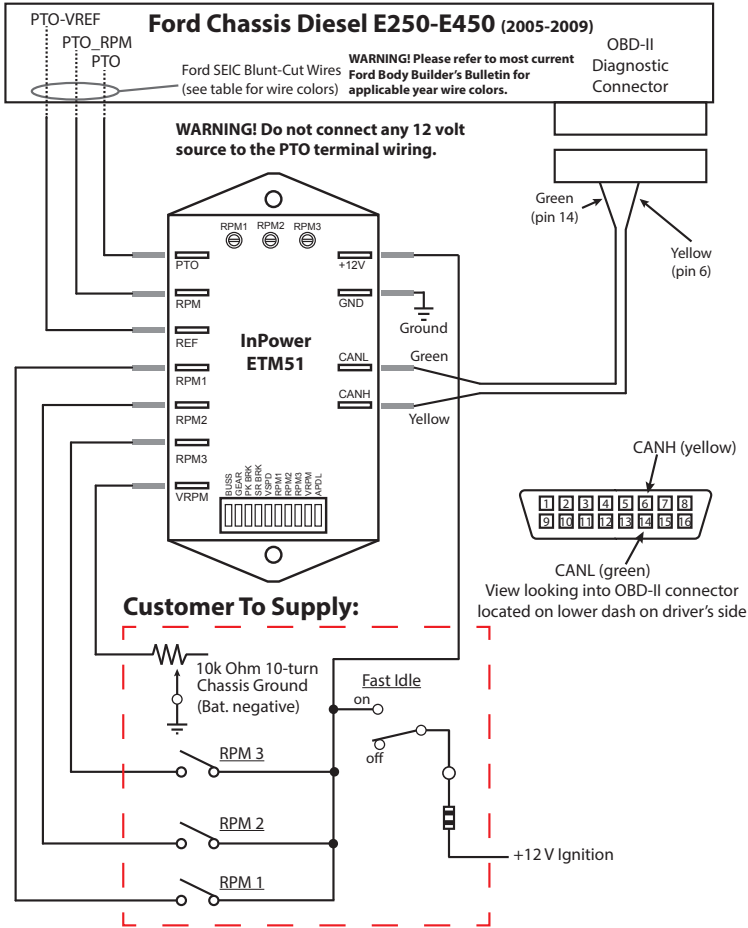 Ford Chassis Diesel E250-E450 (2005-2009)
PTO-VREF
PTO_RPM
PTO
Ford SEIC Blunt-Cut Wires
(see table for wire colors)
WARNING! Please refer to most current
Ford Body Builder's Bulletin for
applicable year wire colors.
OBD-II
Diagnostic
Connector
WARNING! Do not connect any 12 volt
source to the PTO terminal wiring.
Green
(pin 14)
Yellow
(pin 6)
RPM1 RPM2 RPM3
PTO
+12V
RPM
GND
Ground
REF
InPower
ETM51
RPM1
CANL
Green
RPM2
CANH
Yellow
RPM3
VRPM
BUSS
GEAR
PK BRK
SR BRK
VSPD
RPM1
RPM2
RPM3
VRPM
APDL
CANH (yellow)
1 2 3 4 5 6 7 8
9 10 11 12 13 14 15 16
CANL (green)
View looking into OBD-II connector
located on lower dash on driver's side
Customer To Supply:
10k Ohm 10-turn
Chassis Ground
(Bat. negative)
Fast Idle
on
off
RPM 3
RPM 2
RPM 1
+12 V Ignition